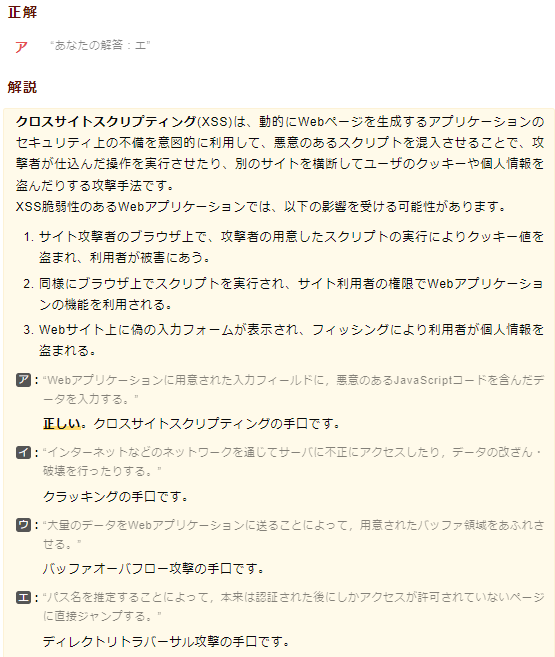 正解
ア “あなたの解答：エ”
解説
クロスサイトスクリプティング(XSS)は、動的にWebページを生成するアプリケーションの
セキュリティ上の不備を意図的に利用して、悪意のあるスクリプトを混入させることで、攻
撃者が仕込んだ操作を実行させたり、別のサイトを横断してユーザのクッキーや個人情報を
盗んだりする攻撃手法です。
XSS脆弱性のあるWebアプリケーションでは、以下の影響を受ける可能性があります。
1. サイト攻撃者のブラウザ上で、攻撃者の用意したスクリプトの実行によりクッキー値を
盗まれ、利用者が被害にあう。
2. 同様にブラウザ上でスクリプトを実行され、サイト利用者の権限でWebアプリケーション
の機能を利用される。
3. Webサイト上に偽の入力フォームが表示され、フィッシングにより利用者が個人情報を
盗まれる。
ア：“Webアプリケーションに用意された入力フィールドに，悪意のあるJavaScriptコードを含んだデ
ータを入力する。”
正しい。クロスサイトスクリプティングの手口です。
イ：“インターネットなどのネットワークを通じてサーバに不正にアクセスしたり，データの改ざん・
破壊を行ったりする。”
クラッキングの手口です。
ウ：“大量のデータをWebアプリケーションに送ることによって，用意されたバッファ領域をあふれさ
せる。”
バッファオーバフロー攻撃の手口です。
エ：“パス名を推定することによって，本来は認証された後にしかアクセスが許可されていないページ
に直接ジャンプする。”
ディレクトリトラバーサル攻撃の手口です。